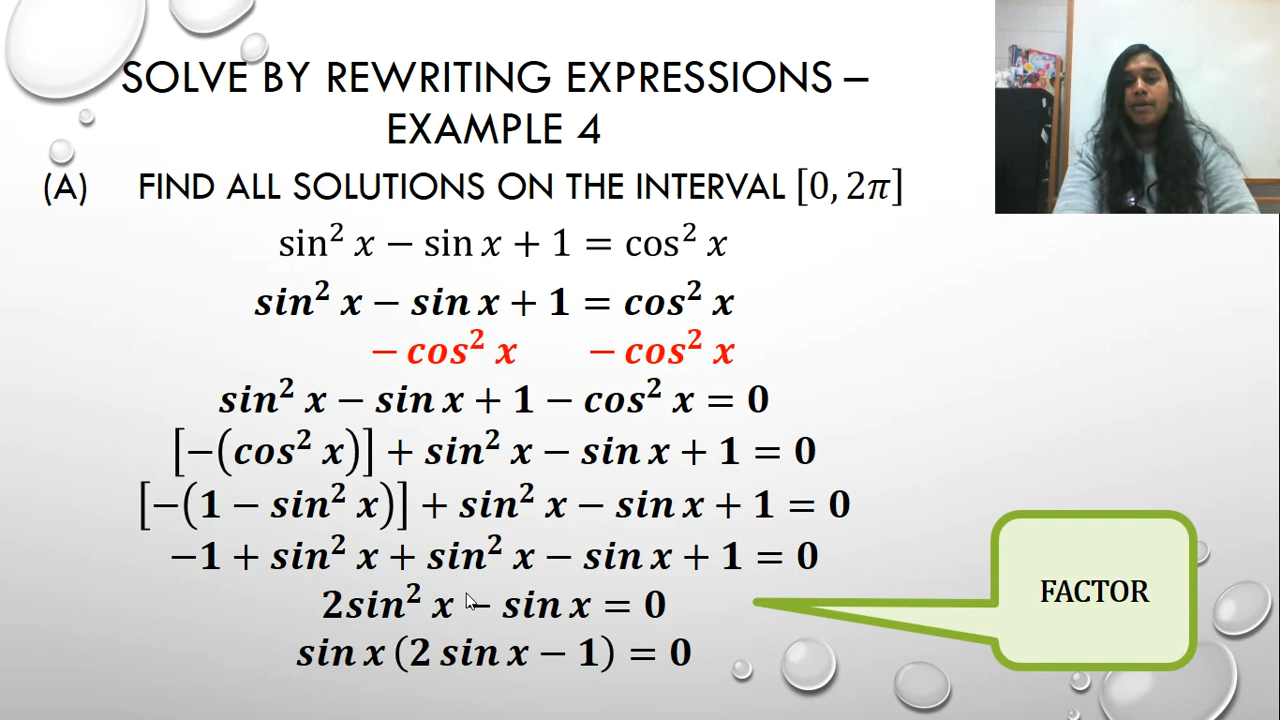 SOLVE BY REWRITING EXPRESSIONS –
EXAMPLE 4
(A) FIND ALL SOLUTIONS ON THE INTERVAL [0, 2π]
sin² x − sin x + 1 = cos² x
sin² x − sin x + 1 = cos² x
− cos² x − cos² x
sin² x − sin x + 1 − cos² x = 0
[−(cos² x)] + sin² x − sin x + 1 = 0
[−(1 − sin² x)] + sin² x − sin x + 1 = 0
−1 + sin² x + sin² x − sin x + 1 = 0
2sin² x − sin x = 0
sin x (2 sin x − 1) = 0
FACTOR